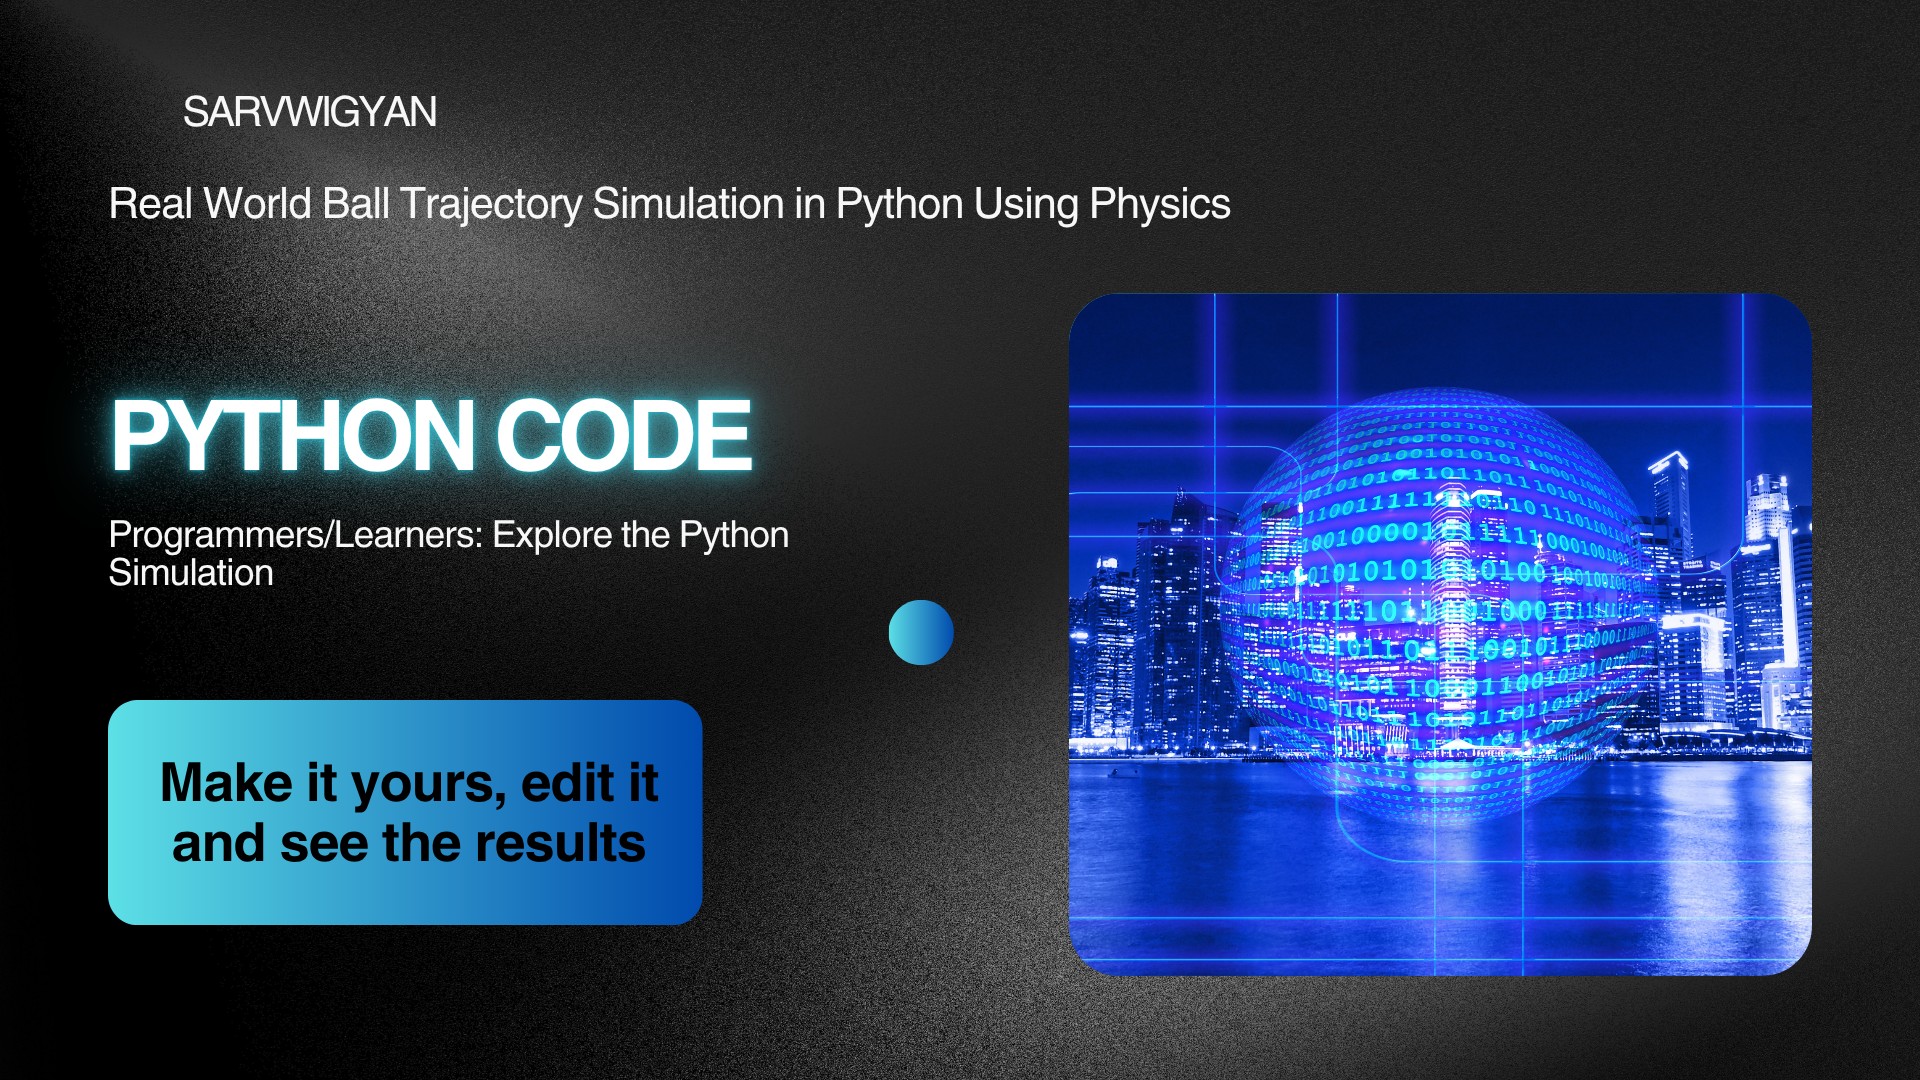 SARVWIGYAN
Real World Ball Trajectory Simulation in Python Using Physics
PYTHON CODE
Programmers/Learners: Explore the Python
Simulation
Make it yours, edit it
and see the results